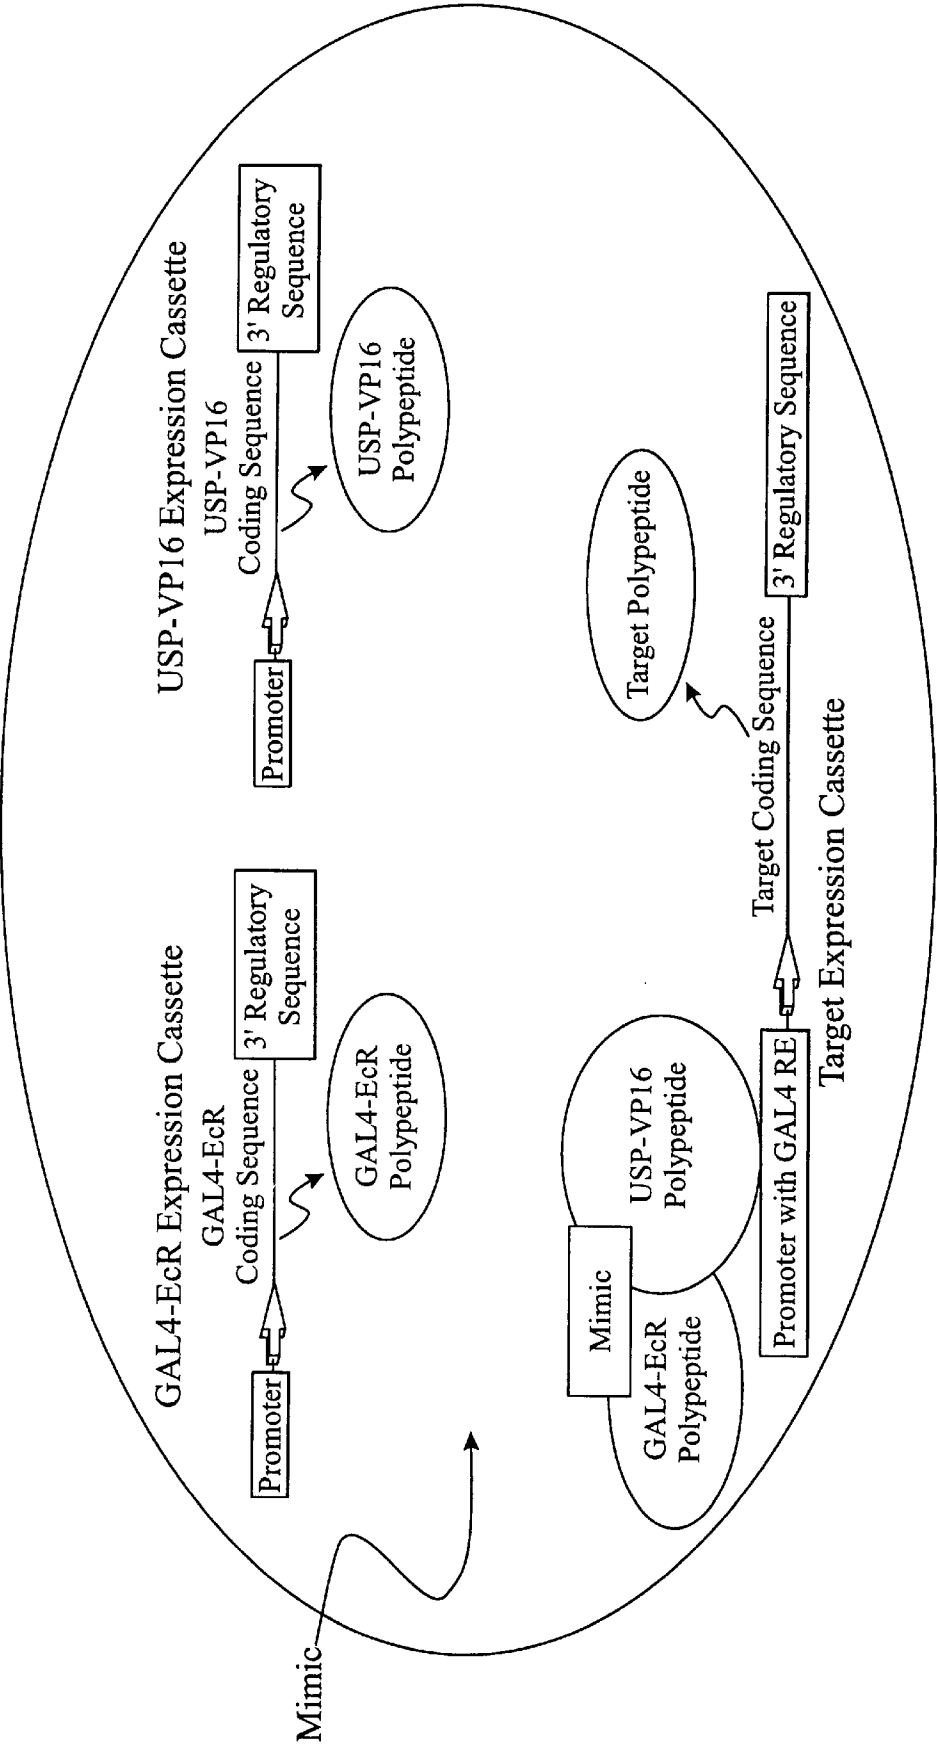 GAL4-EcR Expression Cassette
GAL4-EcR
Coding Sequence
Promoter
3' Regulatory
Sequence
GAL4-EcR
Polypeptide
USP-VP16 Expression Cassette
USP-VP16
Coding Sequence
Promoter
3' Regulatory
Sequence
USP-VP16
Polypeptide
Mimic
Mimic
GAL4-EcR
Polypeptide
USP-VP16
Polypeptide
Target Polypeptide
Promoter with GAL4 RE
Target Coding Sequence
3' Regulatory Sequence
Target Expression Cassette